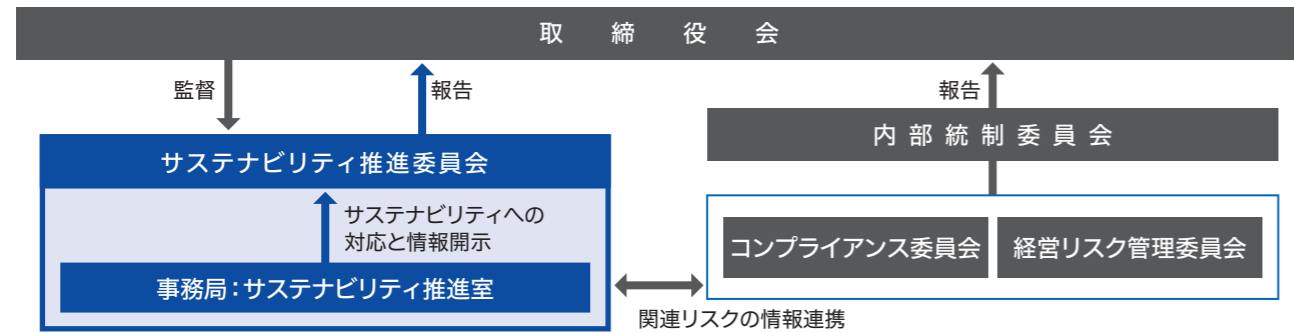 取締役会
監督
報告
報告
内部統制委員会
サステナビリティ推進委員会
サステナビリティへの
対応と情報開示
コンプライアンス委員会
経営リスク管理委員会
事務局：サステナビリティ推進室
関連リスクの情報連携